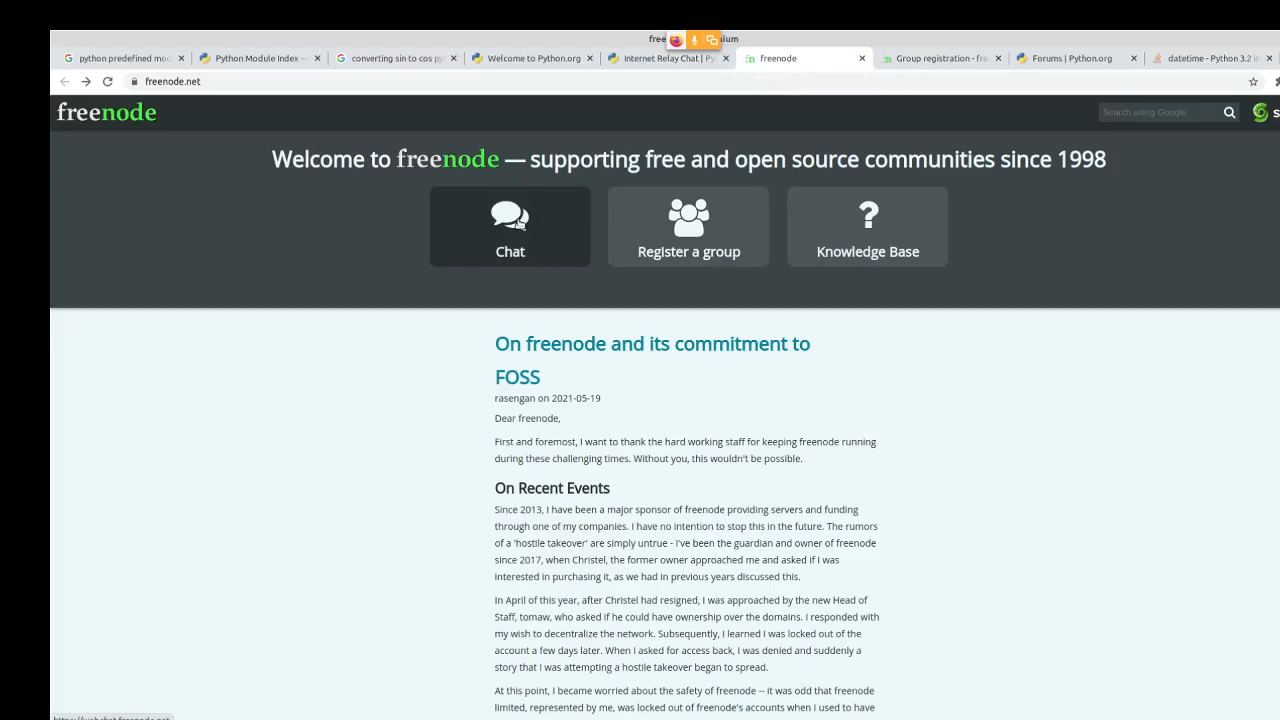 free
ium
python predefined mo
Python Module Index —
converting sin to cos py
Welcome to Python.org
Internet Relay Chat | Py
freenode
Group registration - fre
Forums | Python.org
datetime - Python 3.2 in
freenode.net
freenode
Search using Google
S
Welcome to freenode — supporting free and open source communities since 1998
Chat
Register a group
Knowledge Base
On freenode and its commitment to
FOSS
rasengan on 2021-05-19
Dear freenode,
First and foremost, I want to thank the hard working staff for keeping freenode running
during these challenging times. Without you, this wouldn't be possible.
On Recent Events
Since 2013, I have been a major sponsor of freenode providing servers and funding
through one of my companies. I have no intention to stop this in the future. The rumors
of a 'hostile takeover' are simply untrue - I've been the guardian and owner of freenode
since 2017, when Christel, the former owner approached me and asked if I was
interested in purchasing it, as we had in previous years discussed this.
In April of this year, after Christel had resigned, I was approached by the new Head of
Staff, tomaw, who asked if he could have ownership over the domains. I responded with
my wish to decentralize the network. Subsequently, I learned I was locked out of the
account a few days later. When I asked for access back, I was denied and suddenly a
story that I was attempting a hostile takeover began to spread.
At this point, I became worried about the safety of freenode -- it was odd that freenode
limited, represented by me, was locked out of freenode's accounts when I used to have
https://webchat.freenode.net